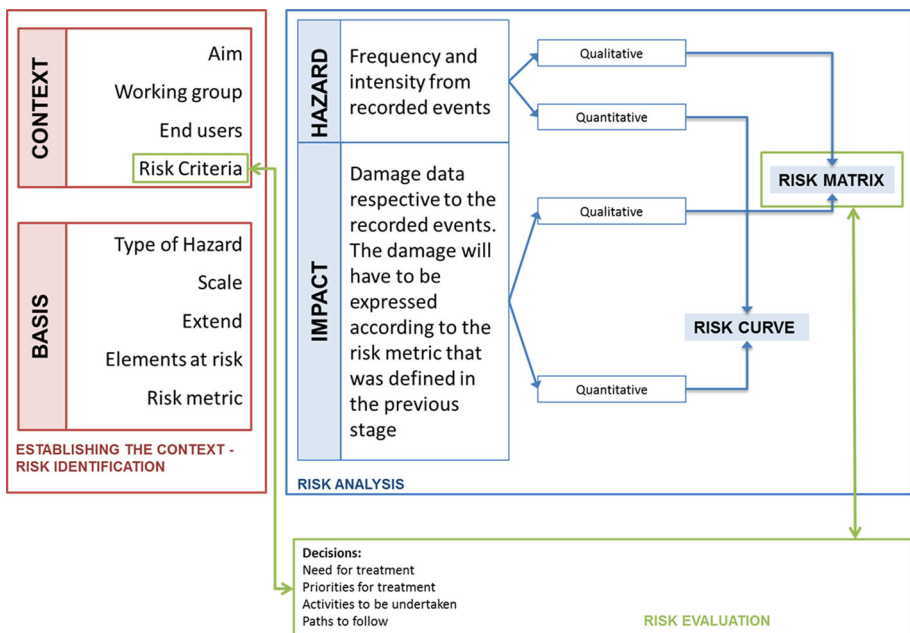 CONTEXT
Aim
Working group
End users
Risk Criteria
BASIS
Type of Hazard
Scale
Extend
Elements at risk
Risk metric
ESTABLISHING THE CONTEXT -
RISK IDENTIFICATION
HAZARD
Frequency and
intensity from
recorded events
IMPACT
Damage data
respective to the
recorded events.
The damage will
have to be
expressed
according to the
risk metric that
was defined in
the previous
stage
Qualitative
Quantitative
Qualitative
Quantitative
RISK MATRIX
RISK CURVE
RISK ANALYSIS
Decisions:
Need for treatment
Priorities for treatment
Activities to be undertaken
Paths to follow
RISK EVALUATION